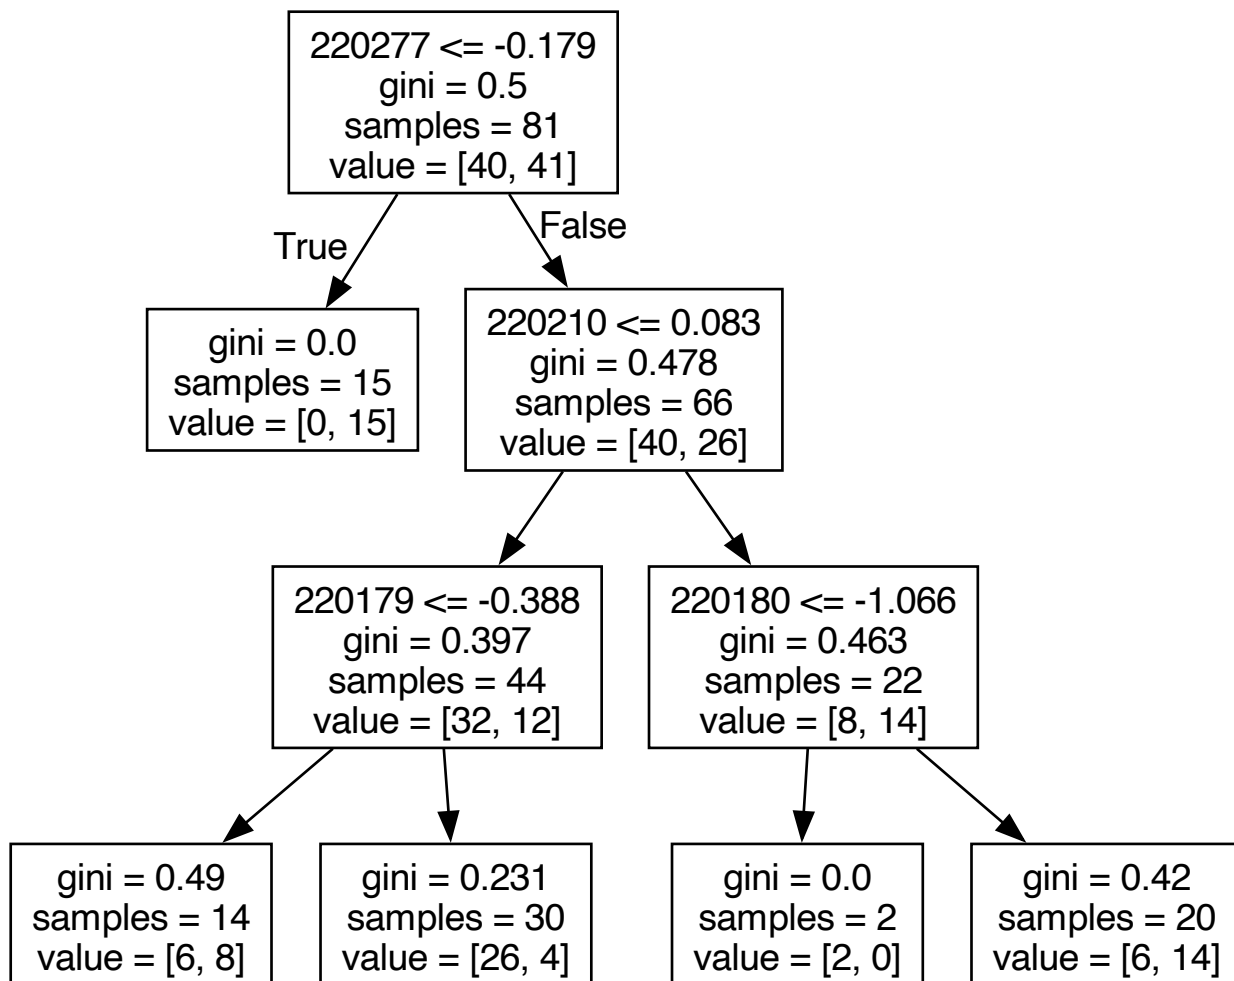 220277 <= -0.179
gini = 0.5
samples = 81
value = [40, 41]
True
False
gini = 0.0
samples = 15
value = [0, 15]
220210 <= 0.083
gini = 0.478
samples = 66
value = [40, 26]
220179 <= -0.388
gini = 0.397
samples = 44
value = [32, 12]
220180 <= -1.066
gini = 0.463
samples = 22
value = [8, 14]
gini = 0.49
samples = 14
value = [6, 8]
gini = 0.231
samples = 30
value = [26, 4]
gini = 0.0
samples = 2
value = [2, 0]
gini = 0.42
samples = 20
value = [6, 14]